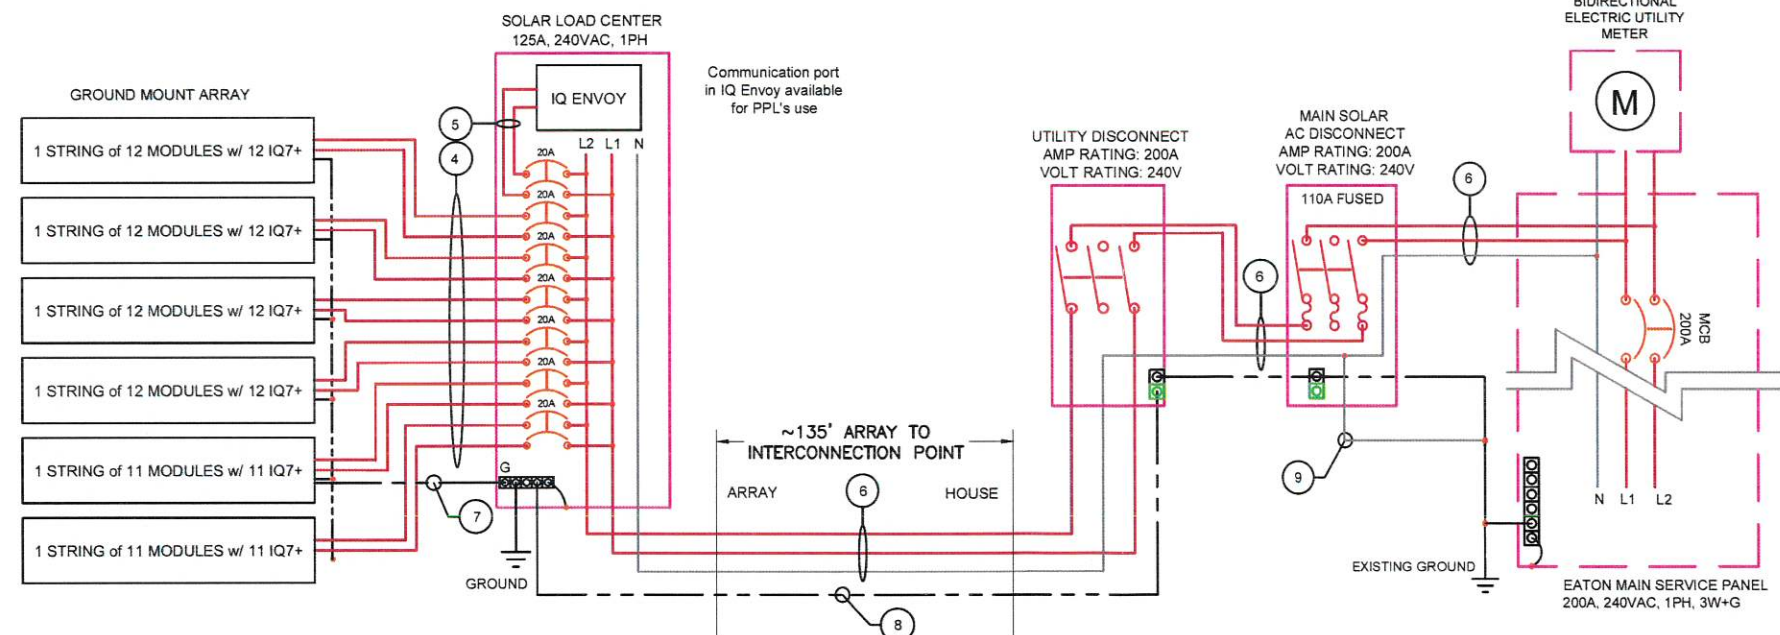 SOLAR LOAD CENTER
125A, 240VAC, 1PH
IQ ENVOY
Communication port
in IQ Envoy available
for PPL's use
GROUND MOUNT ARRAY
1 STRING of 12 MODULES w/ 12 IQ7+
1 STRING of 12 MODULES w/ 12 IQ7+
1 STRING of 12 MODULES w/ 12 IQ7+
1 STRING of 12 MODULES w/ 12 IQ7+
1 STRING of 11 MODULES w/ 11 IQ7+
1 STRING of 11 MODULES w/ 11 IQ7+
5
4
L2 L1 N
20A
20A
20A
20A
20A
20A
20A
G
7
GROUND
~135' ARRAY TO
INTERCONNECTION POINT
ARRAY
6
HOUSE
8
UTILITY DISCONNECT
AMP RATING: 200A
VOLT RATING: 240V
6
MAIN SOLAR
AC DISCONNECT
AMP RATING: 200A
VOLT RATING: 240V
110A FUSED
6
9
BIDIRECTIONAL
ELECTRIC UTILITY
METER
M
MCB
200A
N L1 L2
EXISTING GROUND
EATON MAIN SERVICE PANEL
200A, 240VAC, 1PH, 3W+G